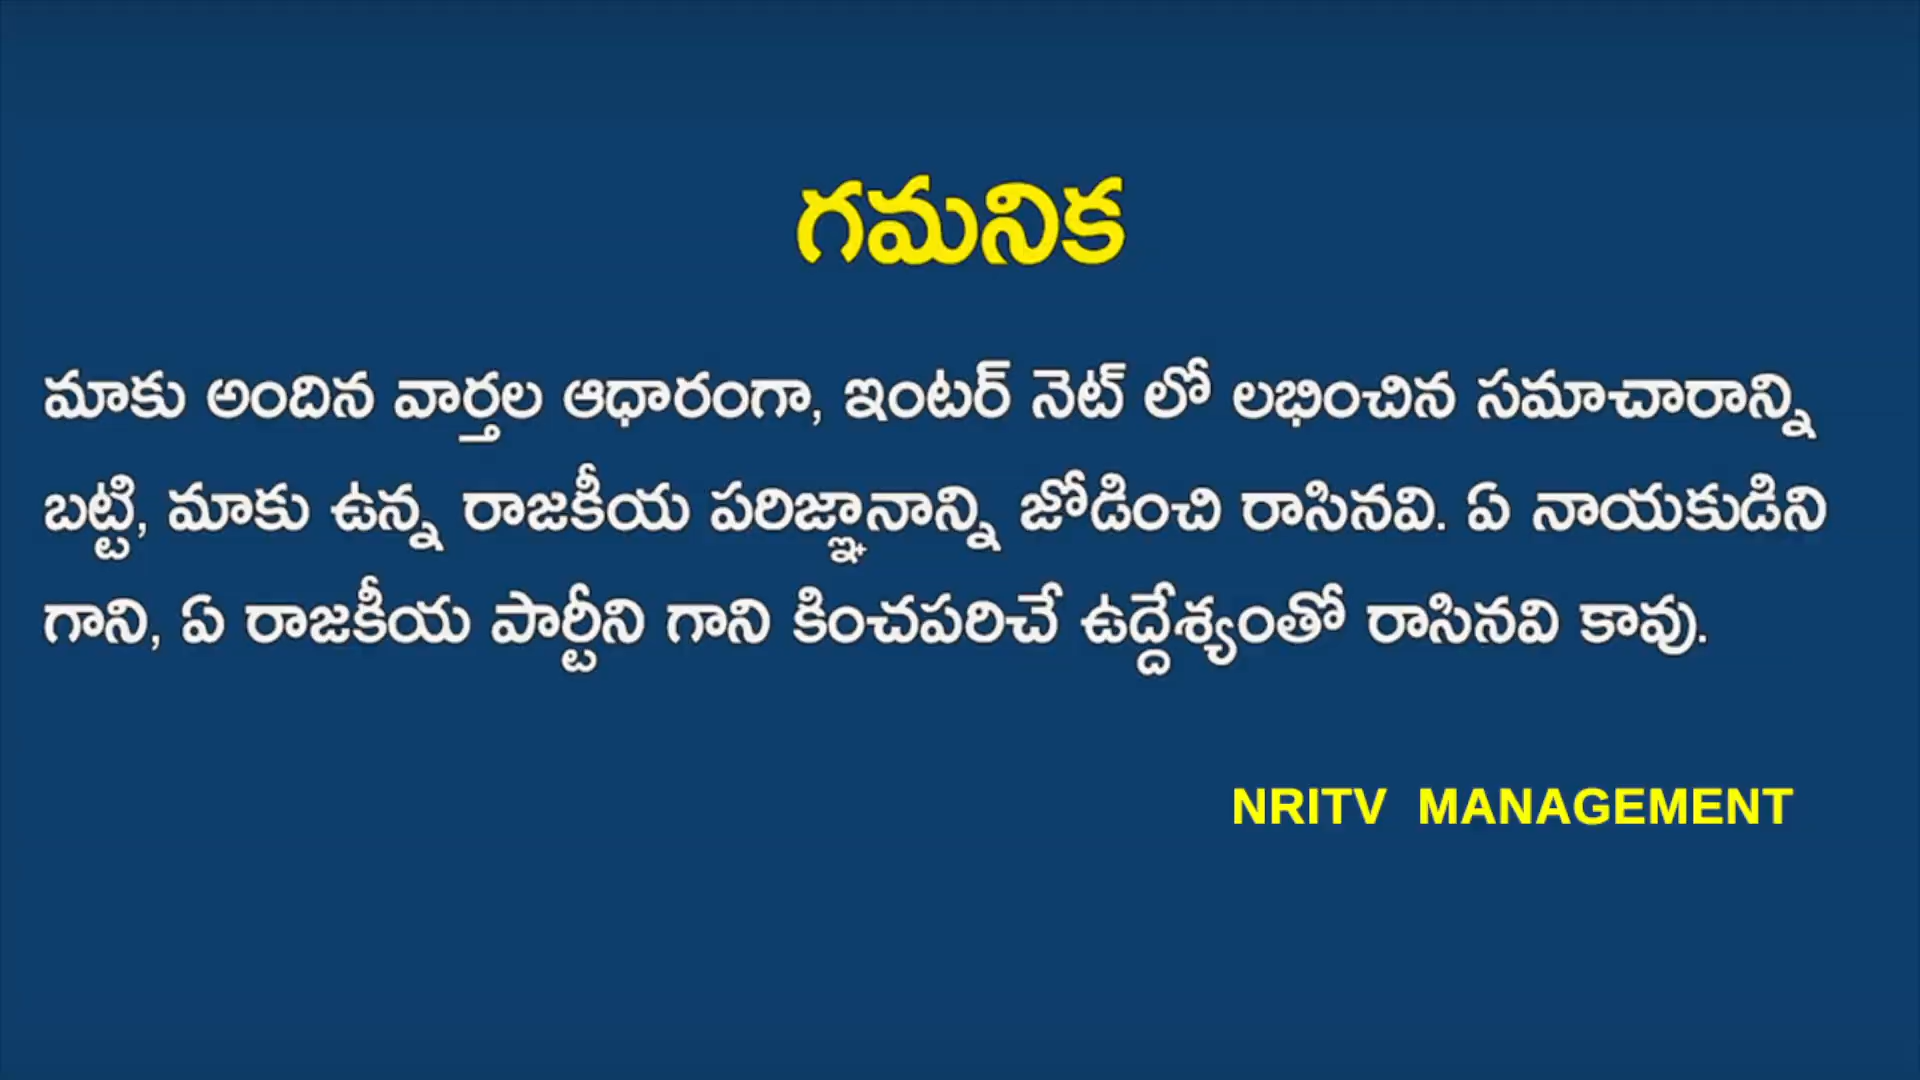 గమనిక
మాకు అందిన వార్తల ఆధారంగా, ఇంటర్ నెట్ లో లభించిన సమాచారాన్ని
బట్టి, మాకు ఉన్న రాజకీయ పరిజ్ఞానాన్ని జోడించి రాసినవి. ఏ నాయకుడిని
గాని, ఏ రాజకీయ పార్టీని గాని కించపరిచే ఉద్దేశ్యంతో రాసినవి కావు.
NRITV MANAGEMENT